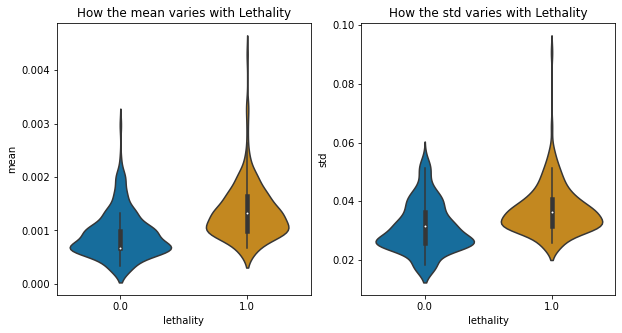 How the mean varies with Lethality
How the std varies with Lethality
mean
0.004
0.003
0.002
0.001
0.000
0.0
1.0
lethality
std
0.10
0.08
0.06
0.04
0.02
0.0
1.0
lethality